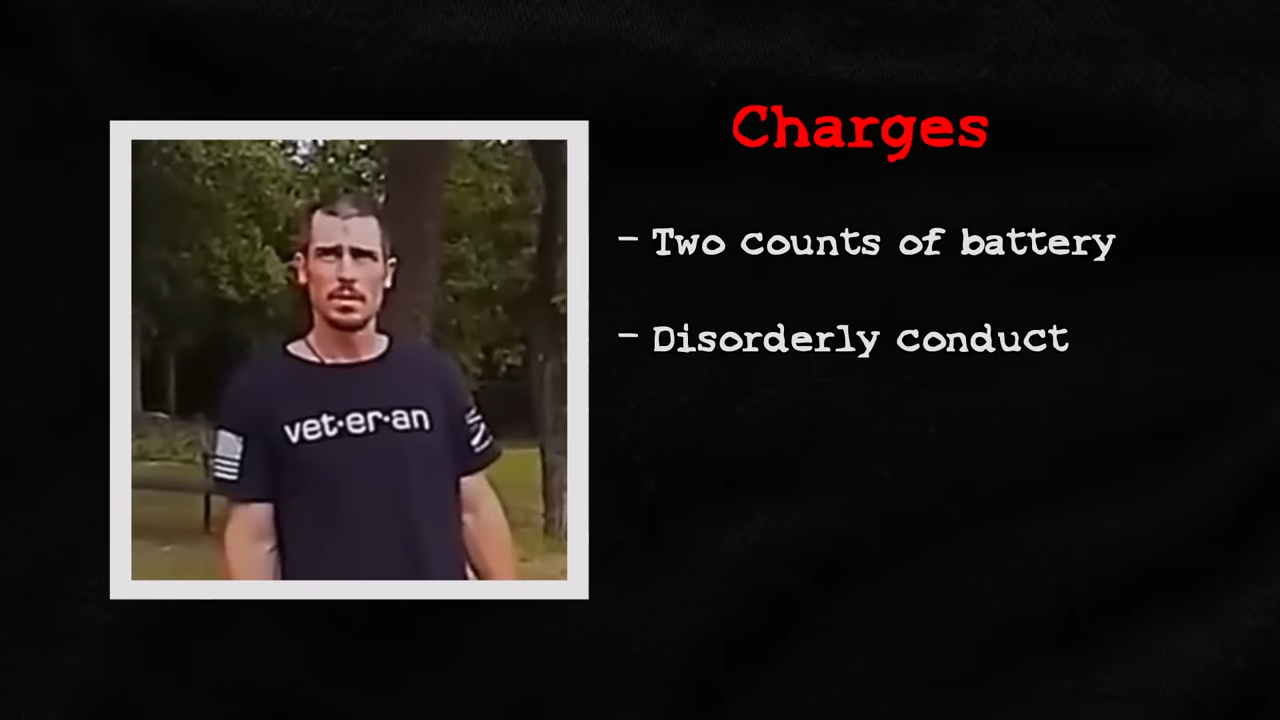 Charges
- Two counts of battery
- Disorderly conduct
vet·er·an